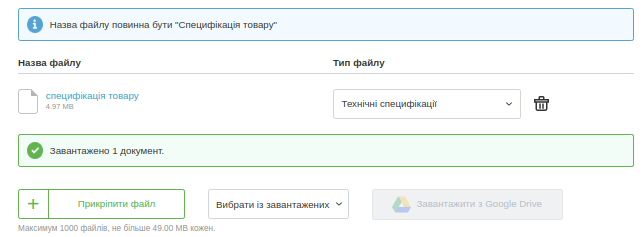 Назва файлу повинна бути "Специфікація товару"
Назва файлу Тип файлу
специфікація товару
4.97 MB
Технічні специфікації
Завантажено 1 документ.
Прикріпити файл Вибрати із завантажених Завантажити з Google Drive
Максимум 1000 файлів, не більше 49.00 MB кожен.